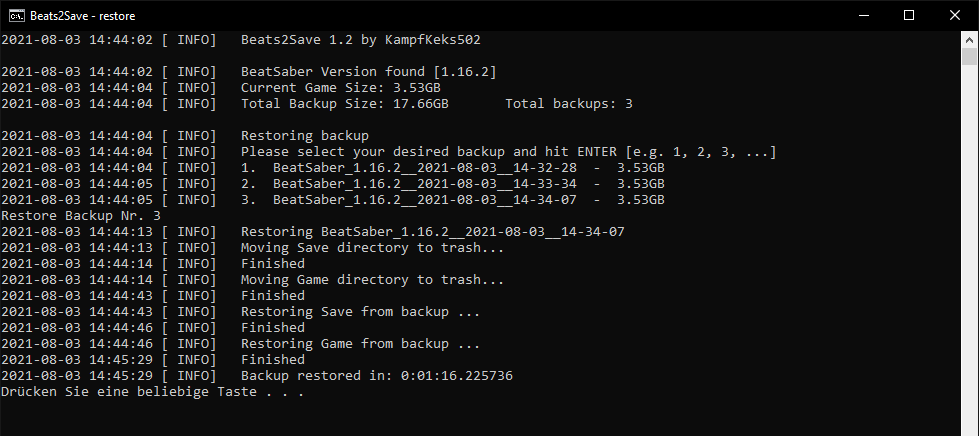 Beats2Save - restore
2021-08-03 14:44:02 [ INFO]   Beats2Save 1.2 by KampfKeks502
2021-08-03 14:44:02 [ INFO]   BeatSaber Version found [1.16.2]
2021-08-03 14:44:04 [ INFO]   Current Game Size: 3.53GB
2021-08-03 14:44:04 [ INFO]   Total Backup Size: 17.66GB       Total backups: 3
2021-08-03 14:44:04 [ INFO]   Restoring backup
2021-08-03 14:44:04 [ INFO]   Please select your desired backup and hit ENTER [e.g. 1, 2, 3, ...]
2021-08-03 14:44:04 [ INFO]   1.  BeatSaber_1.16.2__2021-08-03__14-32-28  -  3.53GB
2021-08-03 14:44:05 [ INFO]   2.  BeatSaber_1.16.2__2021-08-03__14-33-34  -  3.53GB
2021-08-03 14:44:05 [ INFO]   3.  BeatSaber_1.16.2__2021-08-03__14-34-07  -  3.53GB
Restore Backup Nr. 3
2021-08-03 14:44:13 [ INFO]   Restoring BeatSaber_1.16.2__2021-08-03__14-34-07
2021-08-03 14:44:13 [ INFO]   Moving Save directory to trash...
2021-08-03 14:44:14 [ INFO]   Finished
2021-08-03 14:44:14 [ INFO]   Moving Game directory to trash...
2021-08-03 14:44:43 [ INFO]   Finished
2021-08-03 14:44:43 [ INFO]   Restoring Save from backup ...
2021-08-03 14:44:46 [ INFO]   Finished
2021-08-03 14:44:46 [ INFO]   Restoring Game from backup ...
2021-08-03 14:45:29 [ INFO]   Finished
2021-08-03 14:45:29 [ INFO]   Backup restored in: 0:01:16.225736
Drücken Sie eine beliebige Taste . . .